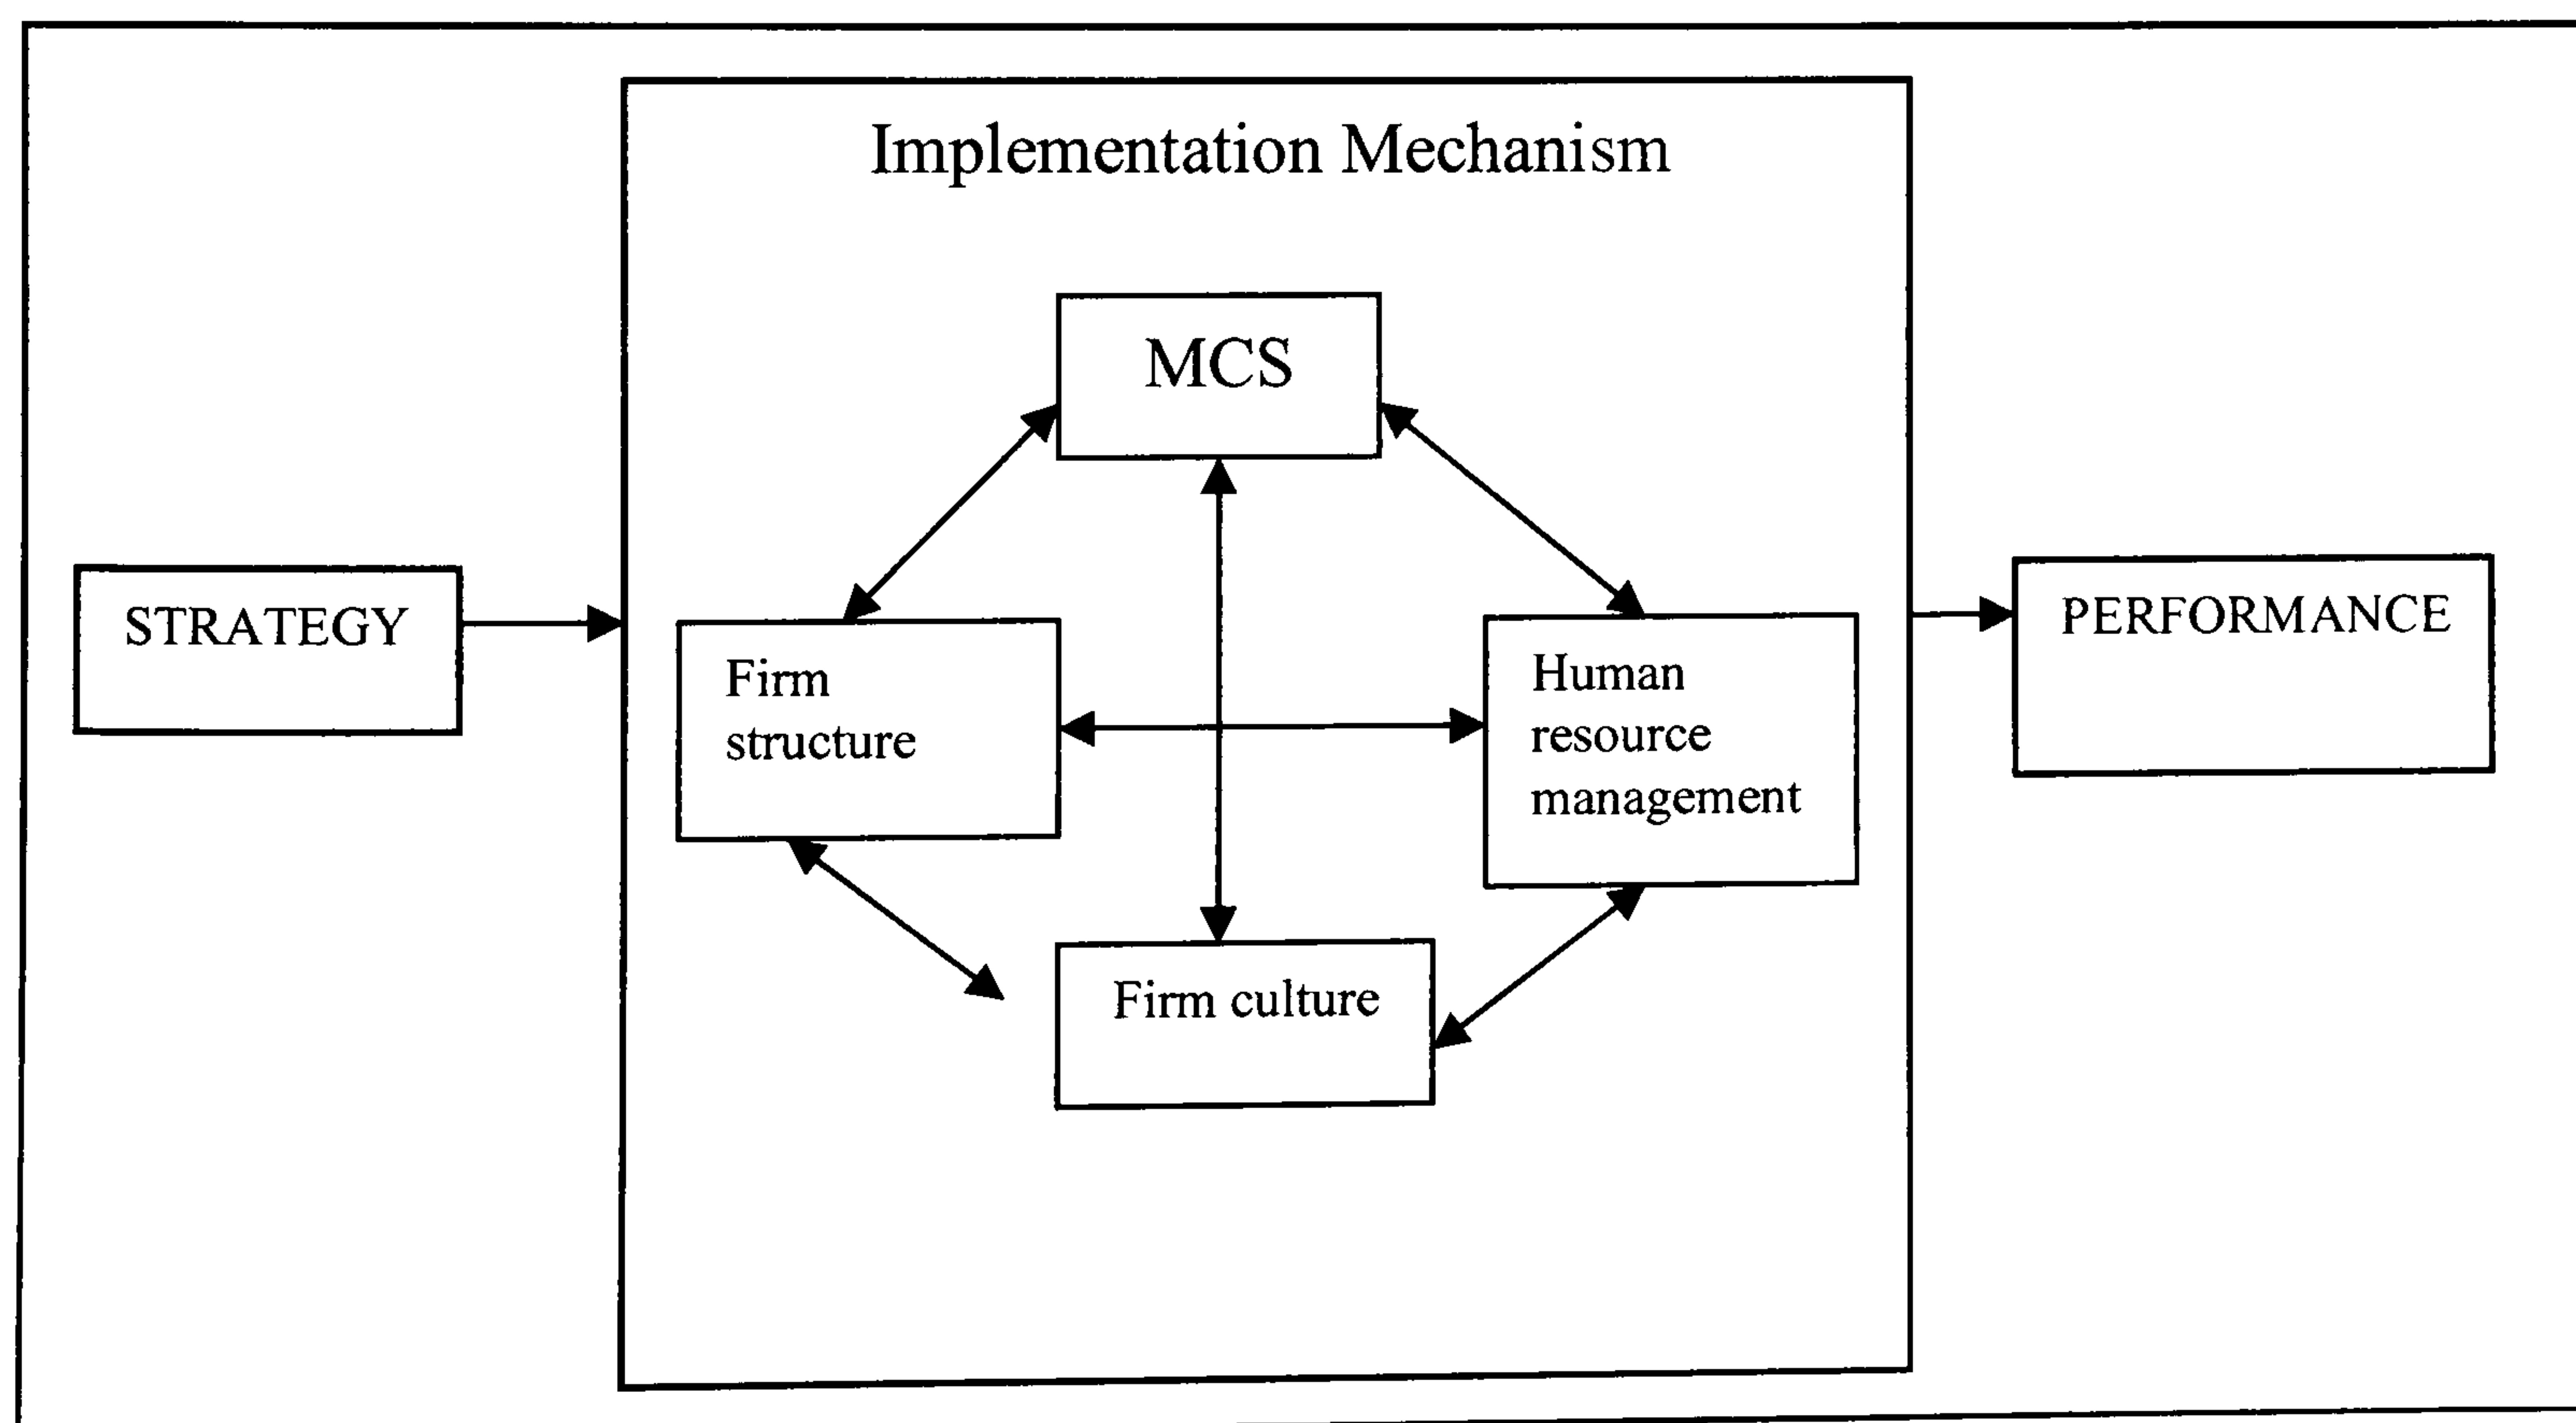 Implementation Mechanism
MCS
STRATEGY
Firm
structure
Human
resource
management
PERFORMANCE
Firm culture